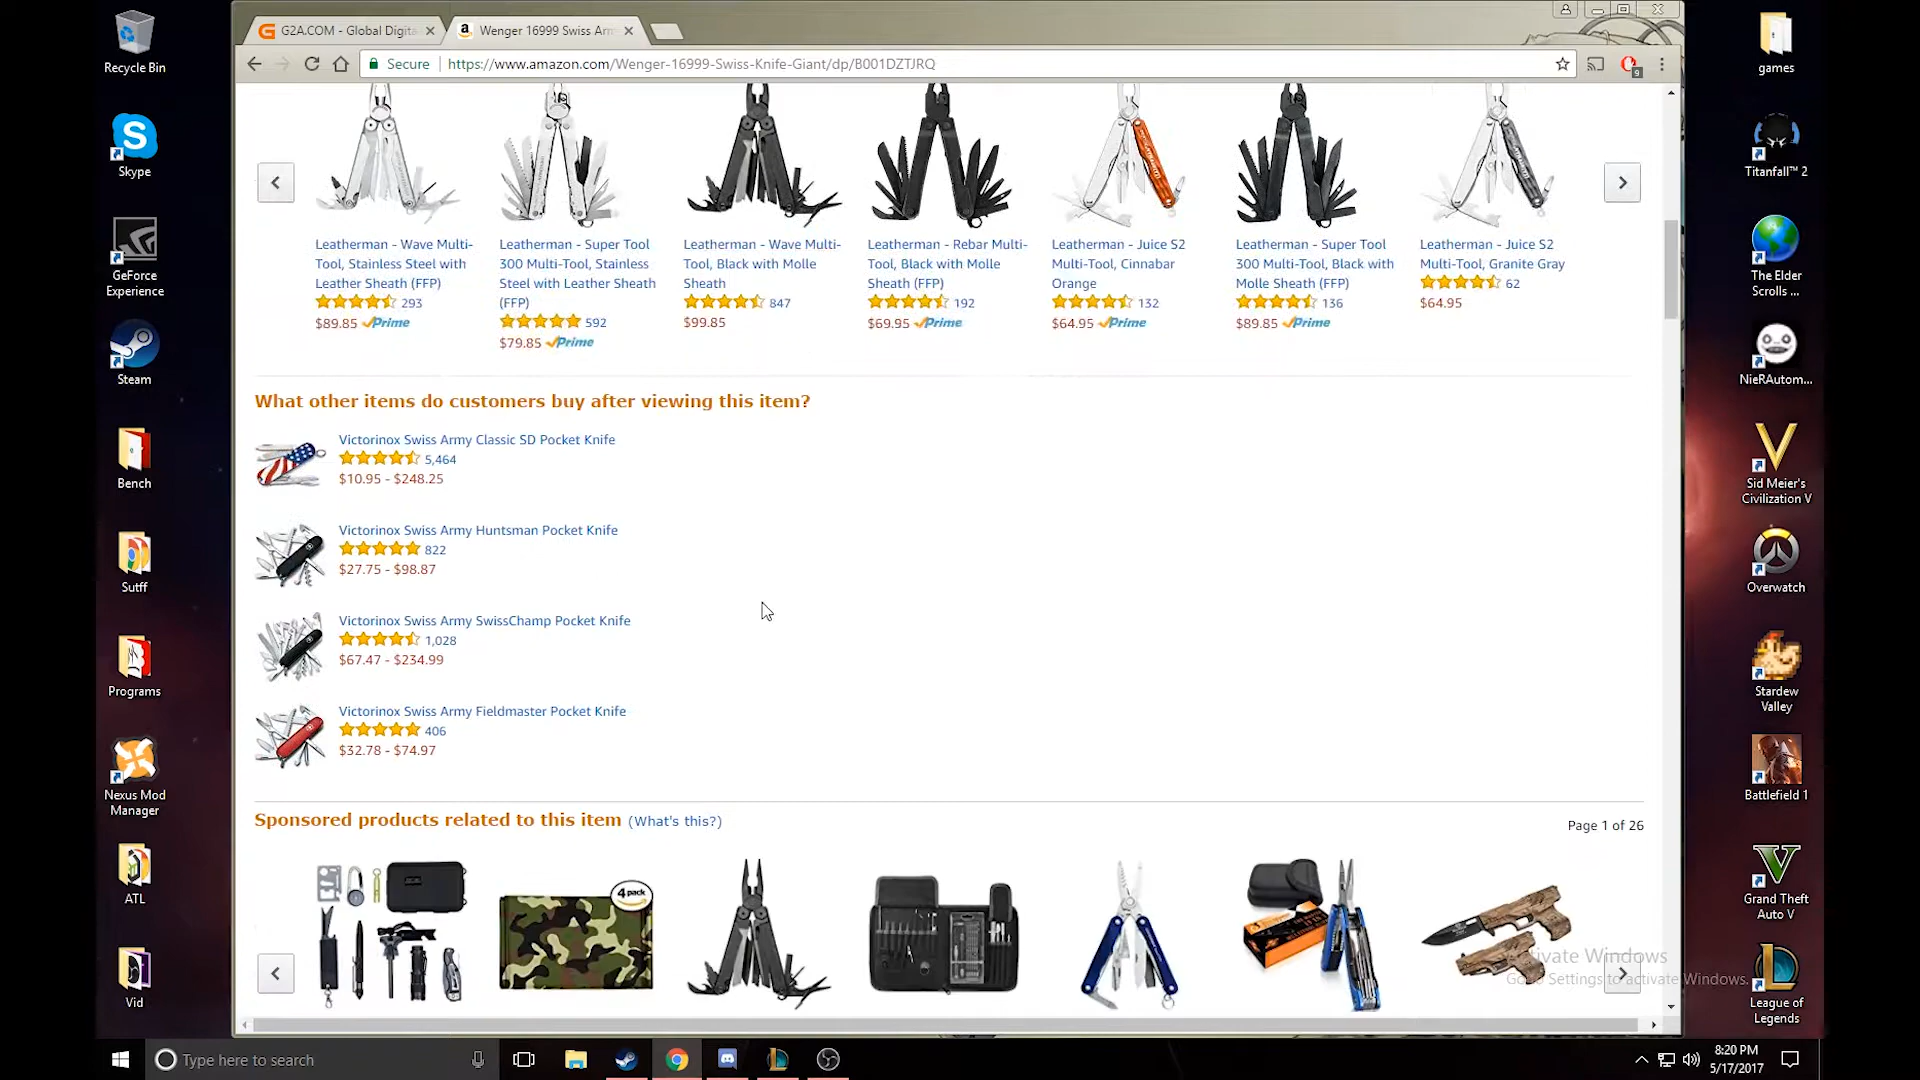 Recycle Bin
Skype
GeForce
Experience
Steam
Bench
Sutff
Programs
Nexus Mod
Manager
ATL
Vid
G2A.COM - Global Digita
Wenger 16999 Swiss Arm
Secure
https://www.amazon.com/Wenger-16999-Swiss-Knife-Giant/dp/B001DZTJRQ
9
Leatherman - Wave Multi-
Tool, Stainless Steel with
Leather Sheath (FFP)
293
$89.85 Prime
Leatherman - Super Tool
300 Multi-Tool, Stainless
Steel with Leather Sheath
(FFP)
592
$79.85 Prime
Leatherman - Wave Multi-
Tool, Black with Molle
Sheath
847
$99.85
Leatherman - Rebar Multi-
Tool, Black with Molle
Sheath (FFP)
192
$69.95 Prime
Leatherman - Juice S2
Multi-Tool, Cinnabar
Orange
132
$64.95 Prime
Leatherman - Super Tool
300 Multi-Tool, Black with
Molle Sheath (FFP)
136
$89.85 Prime
Leatherman - Juice S2
Multi-Tool, Granite Gray
62
$64.95
What other items do customers buy after viewing this item?
Victorinox Swiss Army Classic SD Pocket Knife
5,464
$10.95 - $248.25
Victorinox Swiss Army Huntsman Pocket Knife
822
$27.75 - $98.87
Victorinox Swiss Army SwissChamp Pocket Knife
1,028
$67.47 - $234.99
Victorinox Swiss Army Fieldmaster Pocket Knife
406
$32.78 - $74.97
Sponsored products related to this item (What's this?)
Page 1 of 26
4 pack
Activate Windows
Go to Settings to activate Windows.
games
Titanfall™ 2
The Elder
Scrolls ...
NieRAutom...
Sid Meier's
Civilization V
Overwatch
Stardew
Valley
Battlefield 1
Grand Theft
Auto V
League of
Legends
Type here to search
8:20 PM
5/17/2017